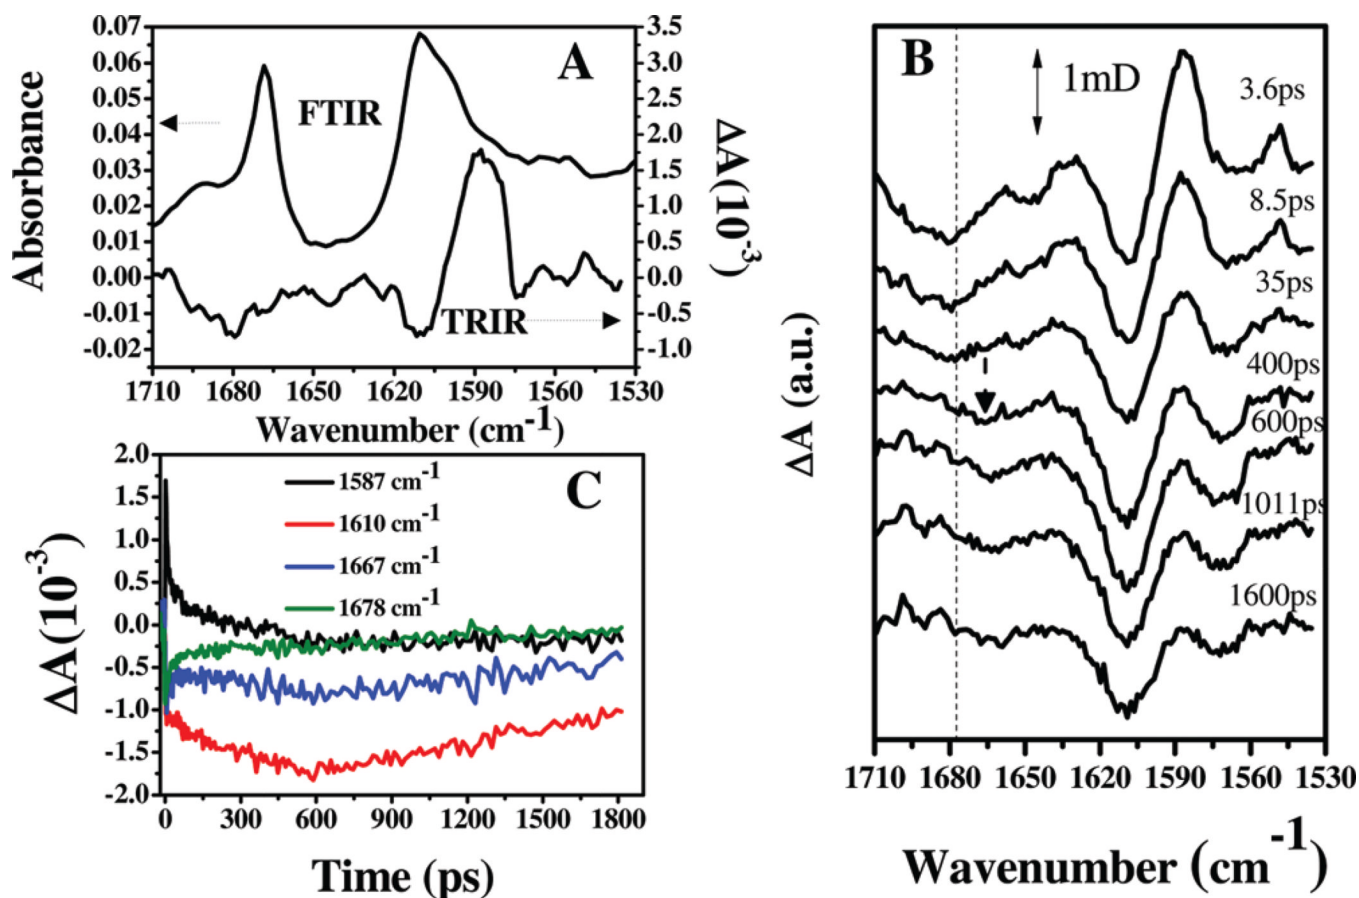 A
FTIR
TRIR
Absorbance
0.07
0.06
0.05
0.04
0.03
0.02
0.01
0.00
-0.01
-0.02
3.5
3.0
2.5
2.0
1.5
1.0
0.5
0.0
-0.5
-1.0
ΔA(10⁻³)
1710 1680 1650 1620 1590 1560 1530
Wavenumber (cm⁻¹)
B
1mD
3.6ps
8.5ps
35ps
400ps
600ps
1011ps
1600ps
ΔA (a.u.)
1710 1680 1650 1620 1590 1560 1530
Wavenumber (cm⁻¹)
C
1587 cm⁻¹
1610 cm⁻¹
1667 cm⁻¹
1678 cm⁻¹
ΔA(10⁻³)
2.0
1.5
1.0
0.5
0.0
-0.5
-1.0
-1.5
-2.0
0 300 600 900 1200 1500 1800
Time (ps)